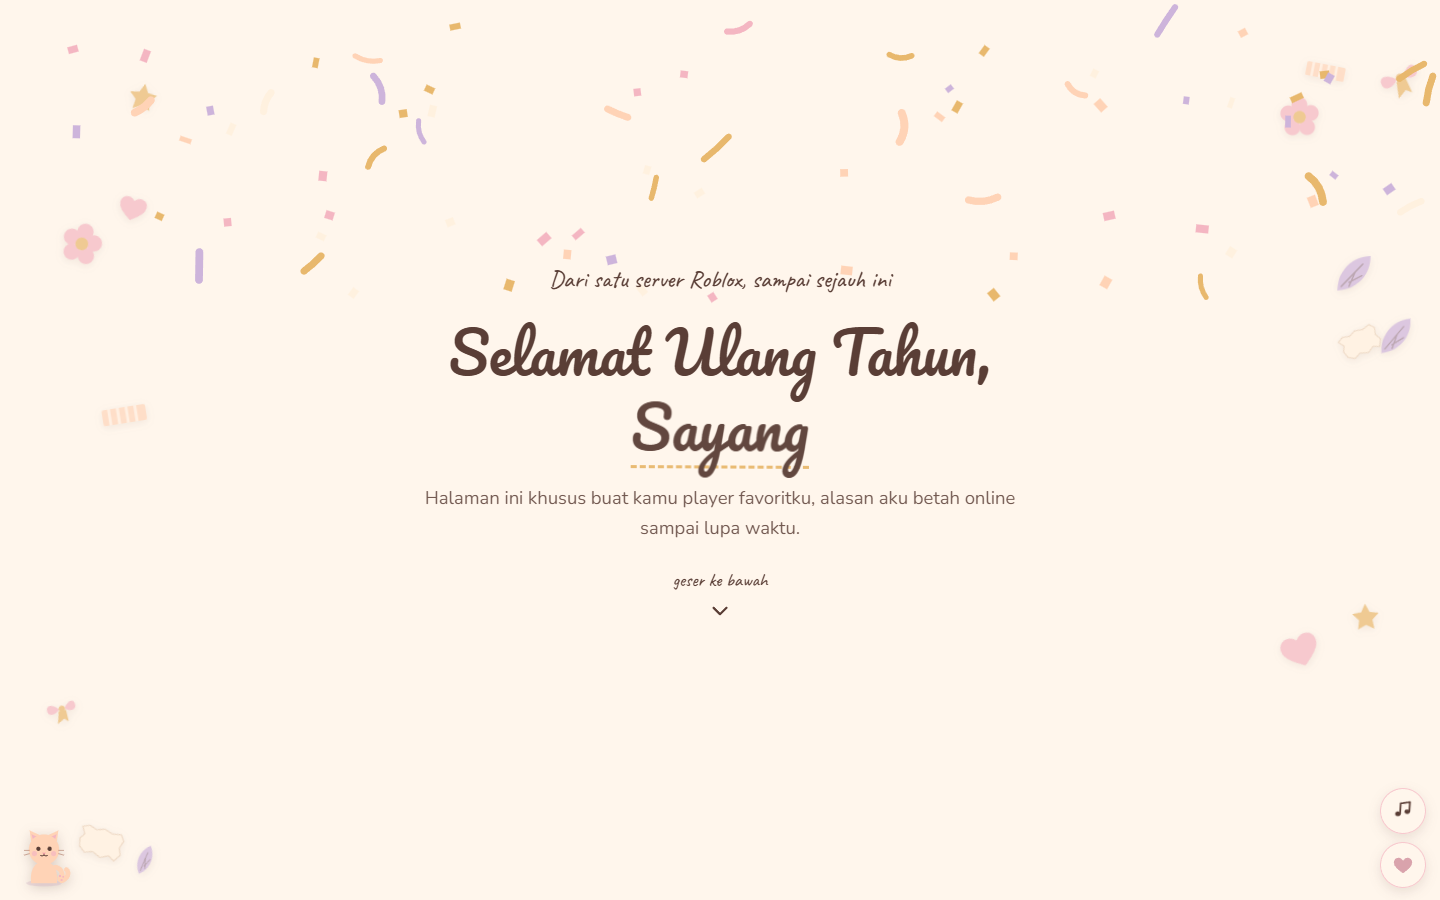 Dari satu server Roblox, sampai sejauh ini
Selamat Ulang Tahun,
Sayang
Halaman ini khusus buat kamu player favoritku, alasan aku betah online
sampai lupa waktu.
geser ke bawah